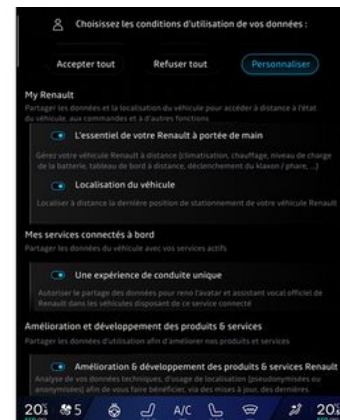 Choisissez les conditions d'utilisation de vos données :
Accepter tout
Refuser tout
Personnaliser
My Renault
Partager les données et la localisation du véhicule pour accéder à distance à l'état
du véhicule, aux commandes et à d'autres fonctions
L'essentiel de votre Renault à portée de main
Gérez votre véhicule Renault à distance (climatisation, chauffage, niveau de charge
de la batterie, tableau de bord à distance, déclenchement du klaxon / phare, ...)
Localisation du véhicule
Localiser à distance la dernière position de stationnement de votre véhicule Renault
Mes services connectés à bord
Partager les données du véhicule avec vos services actifs
Une expérience de conduite unique
Autoriser le partage des données pour reno l'avatar et assistant vocal officiel de
Renault dans les véhicules disposant de ce service connecté
Amélioration et développement des produits & services
Partager les données d'utilisation afin d'améliorer nos produits et services
Amélioration & développement des produits & services Renault
Analyse de vos données techniques, d'usage de localisation (pseudonymisées ou
anonymisées) afin de vous faire bénéficier, via des mises à jour, des dernières
20 5 A/C 20